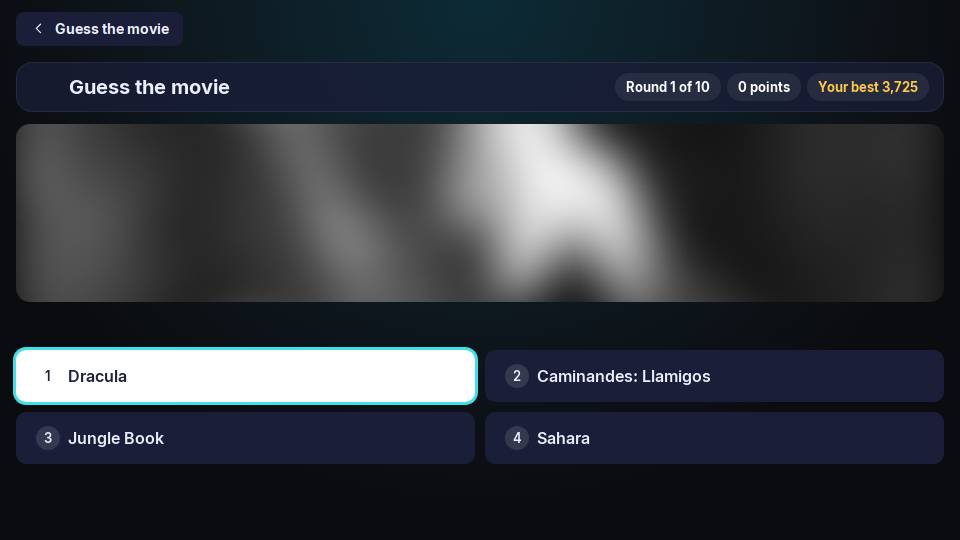 Guess the movie
Guess the movie
Round 1 of 10
0 points
Your best 3,725
1 Dracula
2 Caminandes: Llamigos
3 Jungle Book
4 Sahara